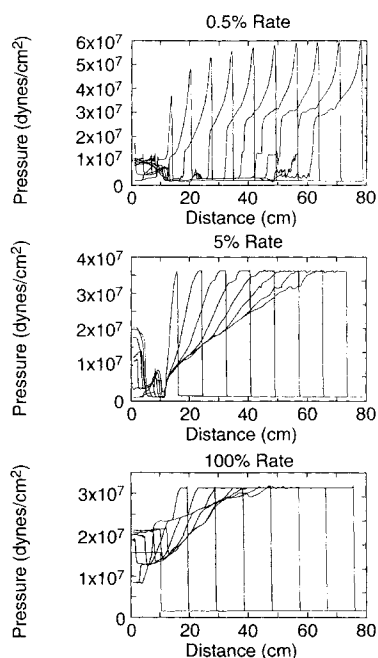 0.5% Rate
Pressure (dynes/cm²)
6x10⁷
5x10⁷
4x10⁷
3x10⁷
2x10⁷
1x10⁷
0
0 20 40 60 80
Distance (cm)
5% Rate
Pressure (dynes/cm²)
4x10⁷
2x10⁷
1x10⁷
0
0 20 40 60 80
Distance (cm)
100% Rate
Pressure (dynes/cm²)
3x10⁷
2x10⁷
1x10⁷
0
0 20 40 60 80
Distance (cm)